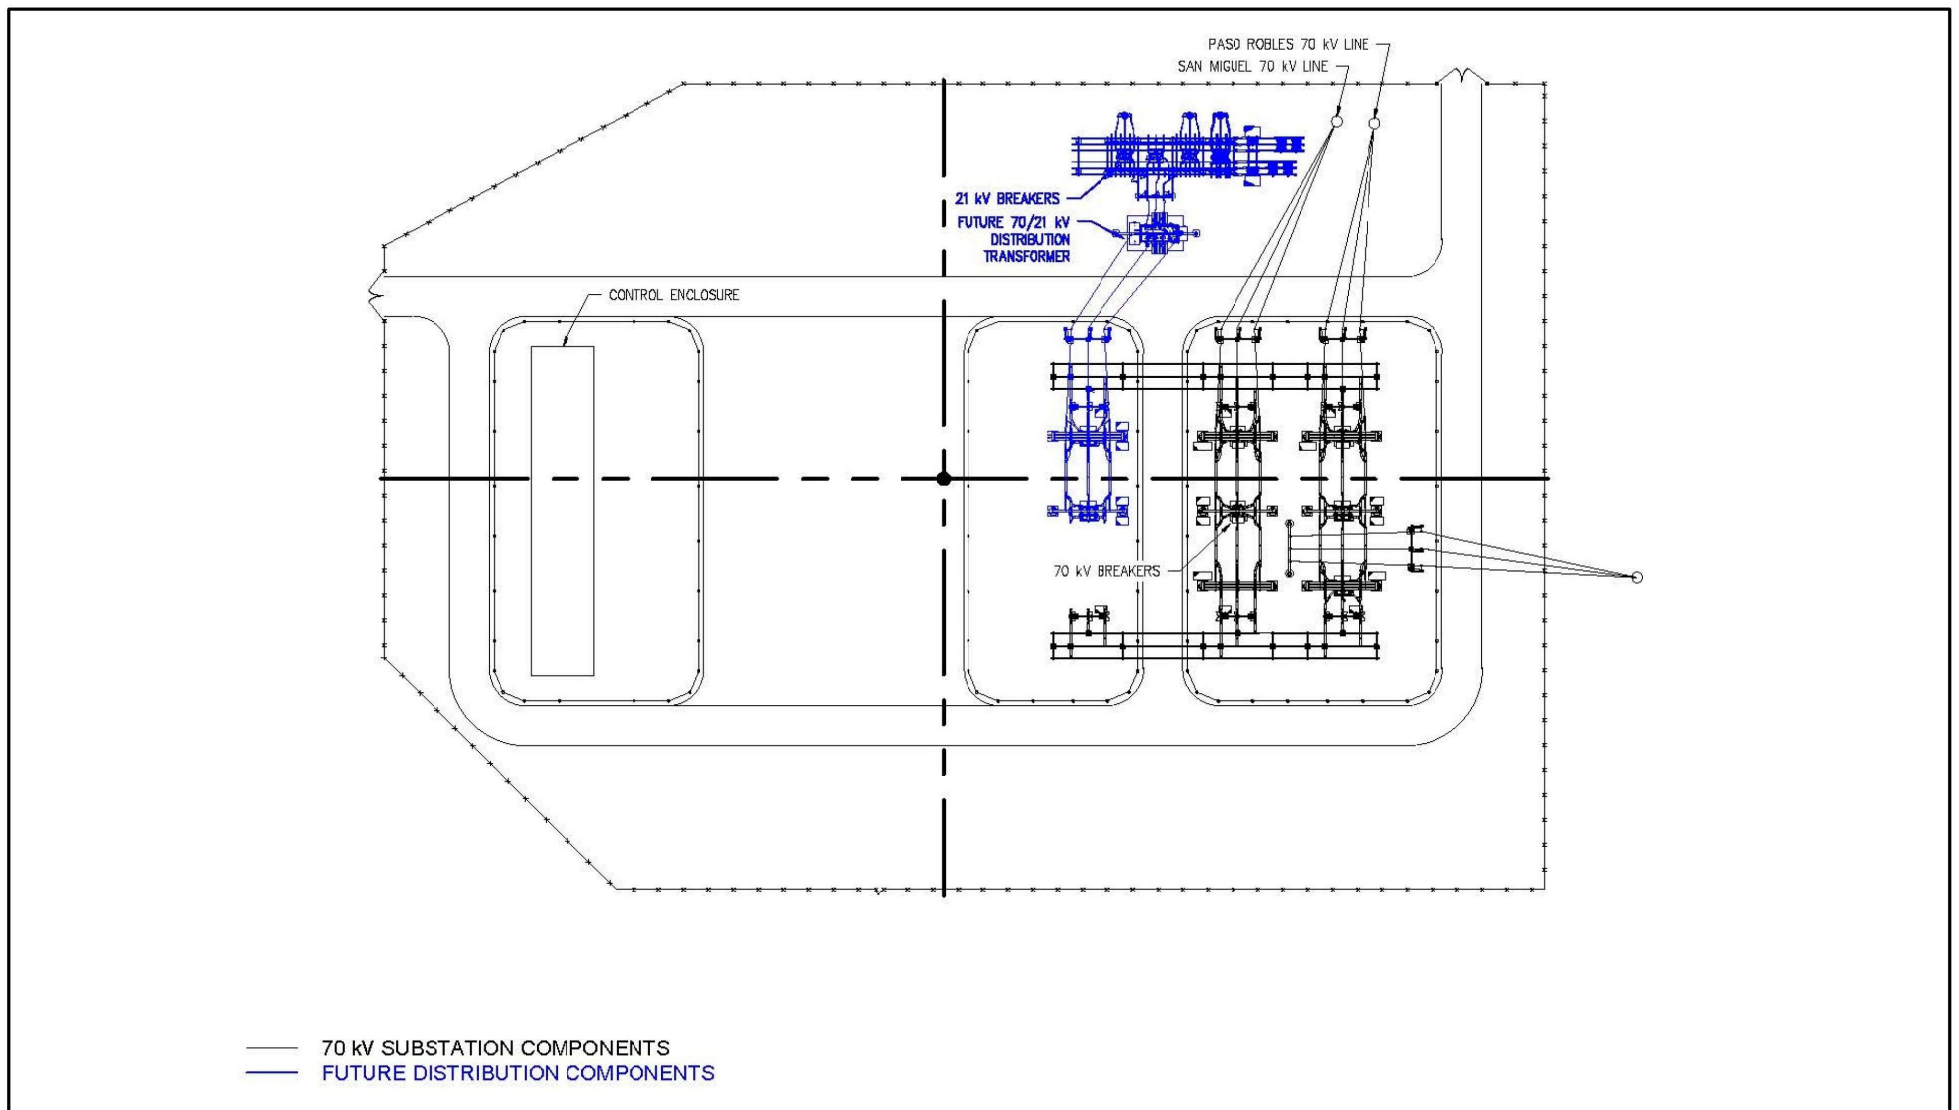 PASO ROBLES 70 kV LINE
SAN MIGUEL 70 kV LINE
21 kV BREAKERS
FUTURE 70/21 kV
DISTRIBUTION
TRANSFORMER
CONTROL ENCLOSURE
70 kV BREAKERS
70 kV SUBSTATION COMPONENTS
FUTURE DISTRIBUTION COMPONENTS